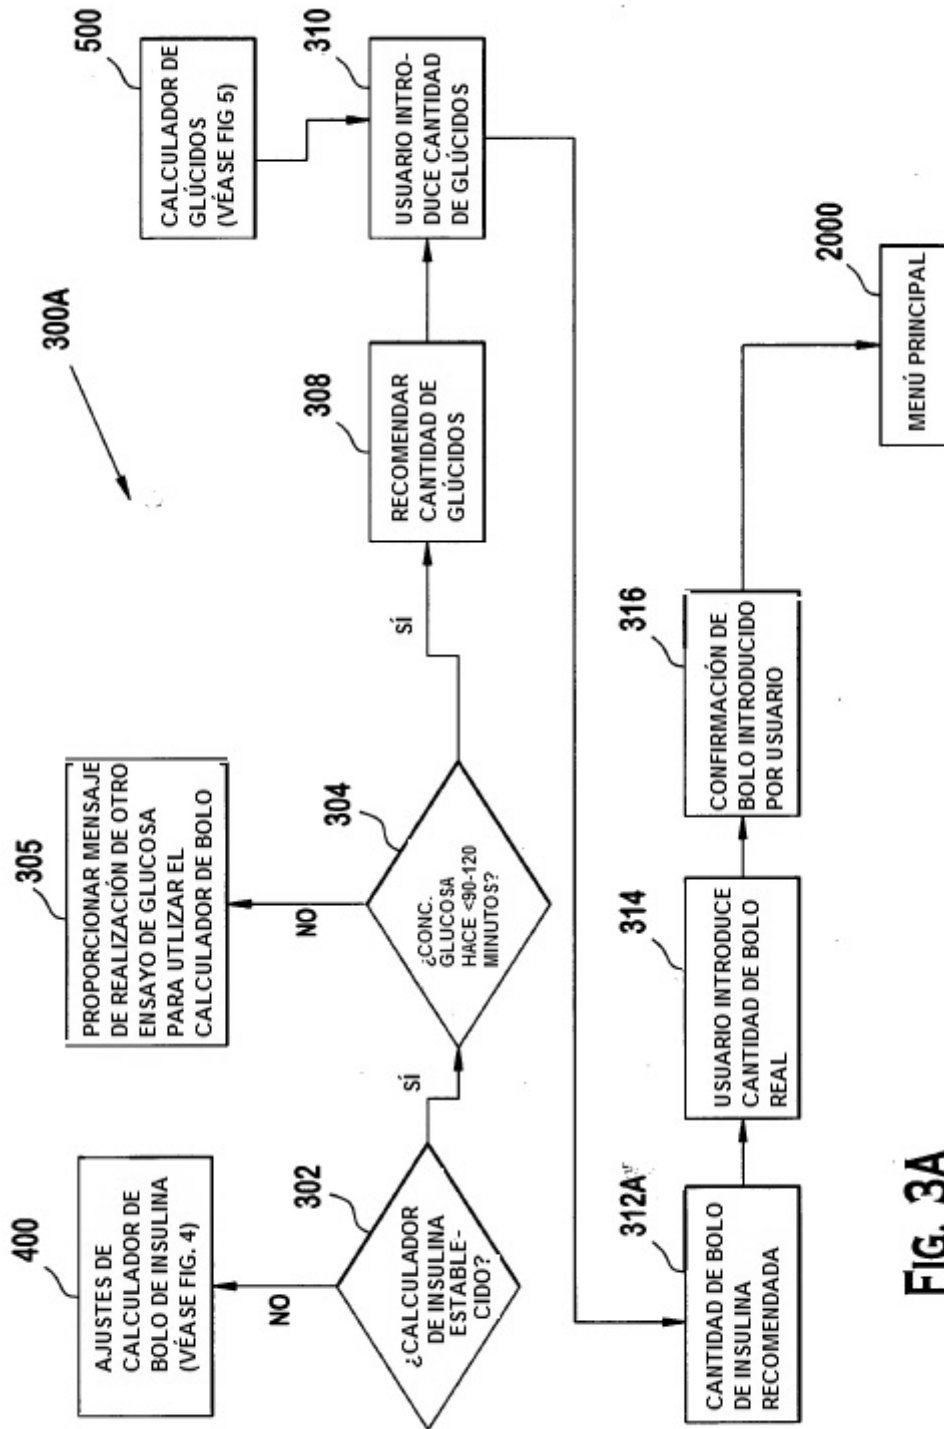 300A
400
AJUSTES DE
CALCULADOR DE
BOLO DE INSULINA
(VÉASE FIG. 4)
NO
302
¿CALCULADOR
DE INSULINA
ESTABLE-
CIDO?
SÍ
305
PROPORCIONAR MENSAJE
DE REALIZACIÓN DE OTRO
ENSAYO DE GLUCOSA
PARA UTLIZAR EL
CALCULADOR DE BOLO
NO
304
¿CONC.
GLUCOSA
HACE <90-120
MINUTOS?
SÍ
308
RECOMENDAR
CANTIDAD DE
GLÚCIDOS
500
CALCULADOR DE
GLÚCIDOS
(VÉASE FIG 5)
310
USUARIO INTRO-
DUCE CANTIDAD
DE GLÚCIDOS
312A
CANTIDAD DE BOLO
DE INSULINA
RECOMENDADA
314
USUARIO INTRODUCE
CANTIDAD DE BOLO
REAL
316
CONFIRMACIÓN DE
BOLO INTRODUCIDO
POR USUARIO
2000
MENÚ PRINCIPAL
FIG. 3A